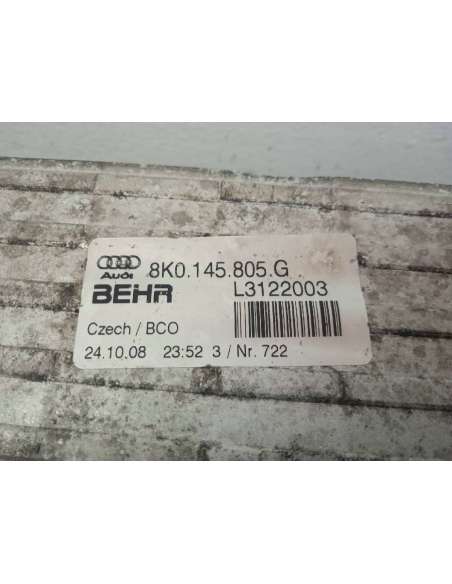 Audi 8K0.145.805.G
BEHR L3122003
Czech / BCO
24.10.08 23:52 3 / Nr. 722